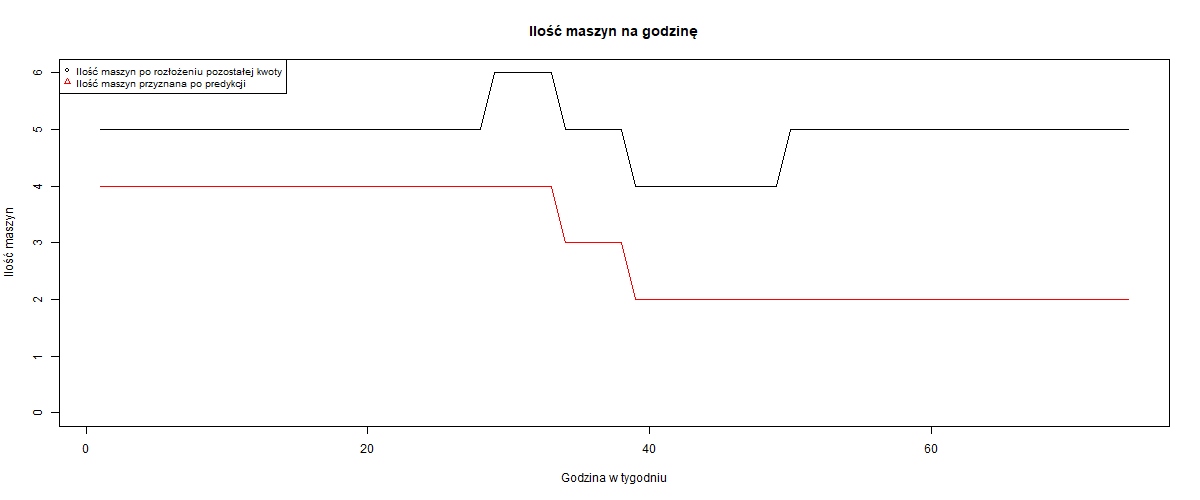 Ilość maszyn na godzinę
Ilość maszyn po rozłożeniu pozostałej kwoty
Ilość maszyn przyznana po predykcji
Ilość maszyn
6
5
4
3
2
1
0
0 20 40 60
Godzina w tygodniu